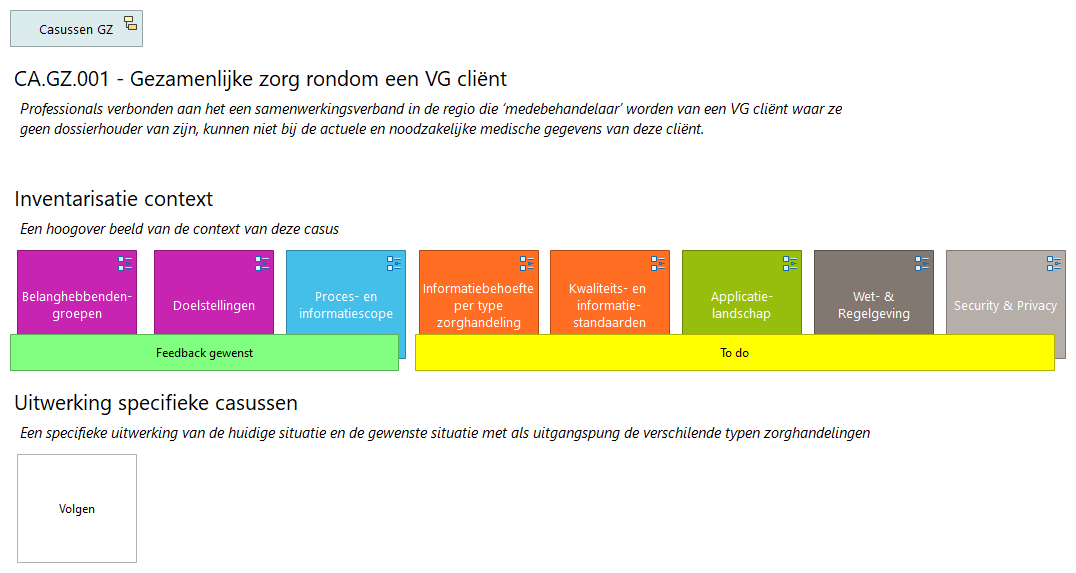 Casussen GZ
CA.GZ.001 - Gezamenlijke zorg rondom een VG cliënt
Professionals verbonden aan het een samenwerkingsverband in de regio die ‘medebehandelaar’ worden van een VG cliënt waar ze
geen dossierhouder van zijn, kunnen niet bij de actuele en noodzakelijke medische gegevens van deze cliënt.
Inventarisatie context
Een hoogover beeld van de context van deze casus
Belanghebbenden-
groepen
Doelstellingen
Proces- en
informatiescope
Informatiebehoefte
per type
zorghandeling
Kwaliteits- en
informatie-
standaarden
Applicatie-
landschap
Wet- &
Regelgeving
Security & Privacy
Feedback gewenst
To do
Uitwerking specifieke casussen
Een specifieke uitwerking van de huidige situatie en de gewenste situatie met als uitgangspung de verschilende typen zorghandelingen
Volgen